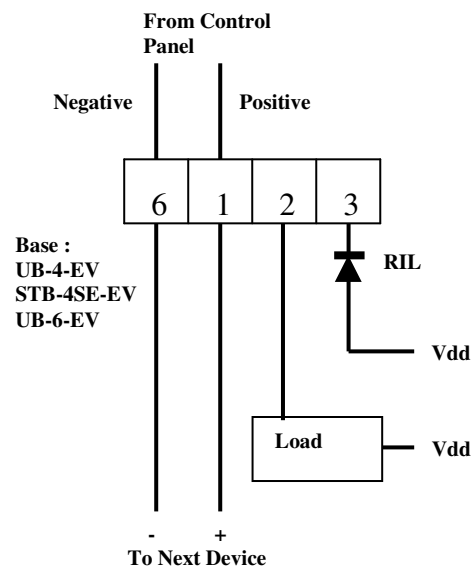 From Control
Panel
Negative
Positive
6 1 2 3
Base :
UB-4-EV
STB-4SE-EV
UB-6-EV
RIL
Vdd
Load
Vdd
- +
To Next Device